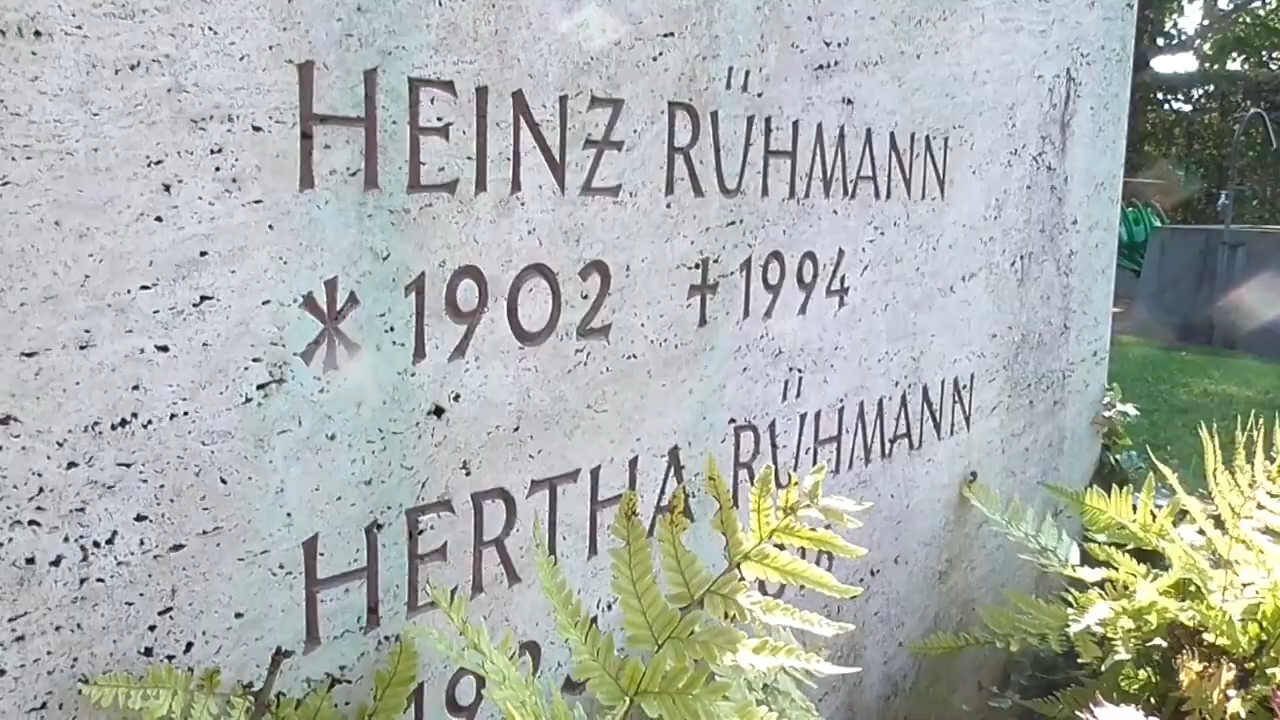 HEINZ RÜHMANN
* 1902 † 1994
HERTHA RÜHMANN